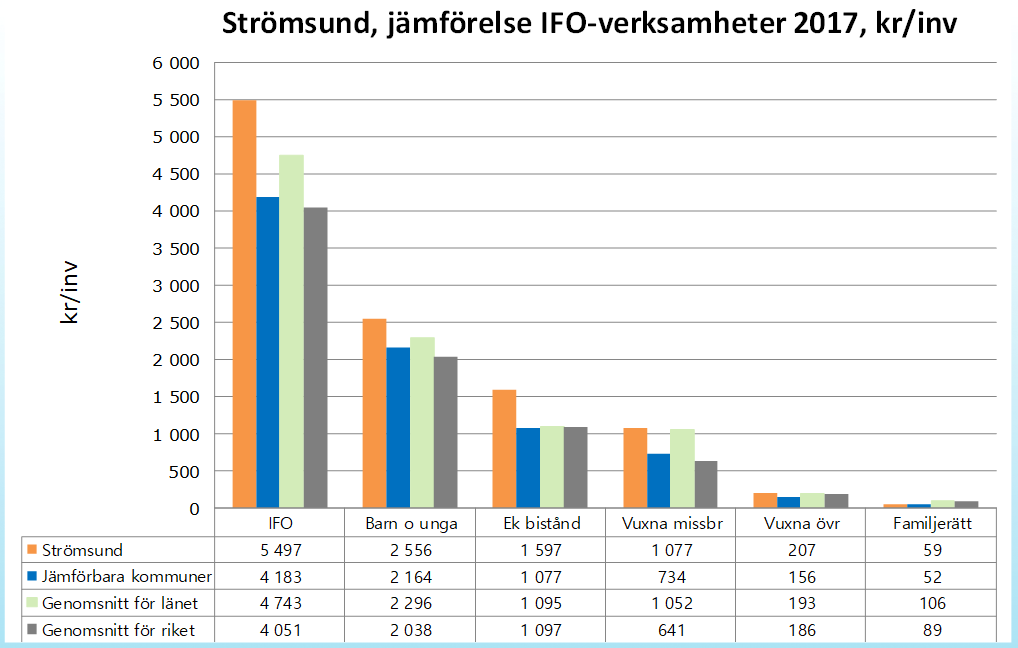 Strömsund, jämförelse IFO-verksamheter 2017, kr/inv
6 000
5 500
5 000
4 500
4 000
3 500
3 000
2 500
2 000
1 500
1 000
500
0
kr/inv
IFO Barn o unga Ek bistånd Vuxna missbr Vuxna övr Familjerätt
Strömsund 5 497 2 556 1 597 1 077 207 59
Jämförbara kommuner 4 183 2 164 1 077 734 156 52
Genomsnitt för länet 4 743 2 296 1 095 1 052 193 106
Genomsnitt för riket 4 051 2 038 1 097 641 186 89